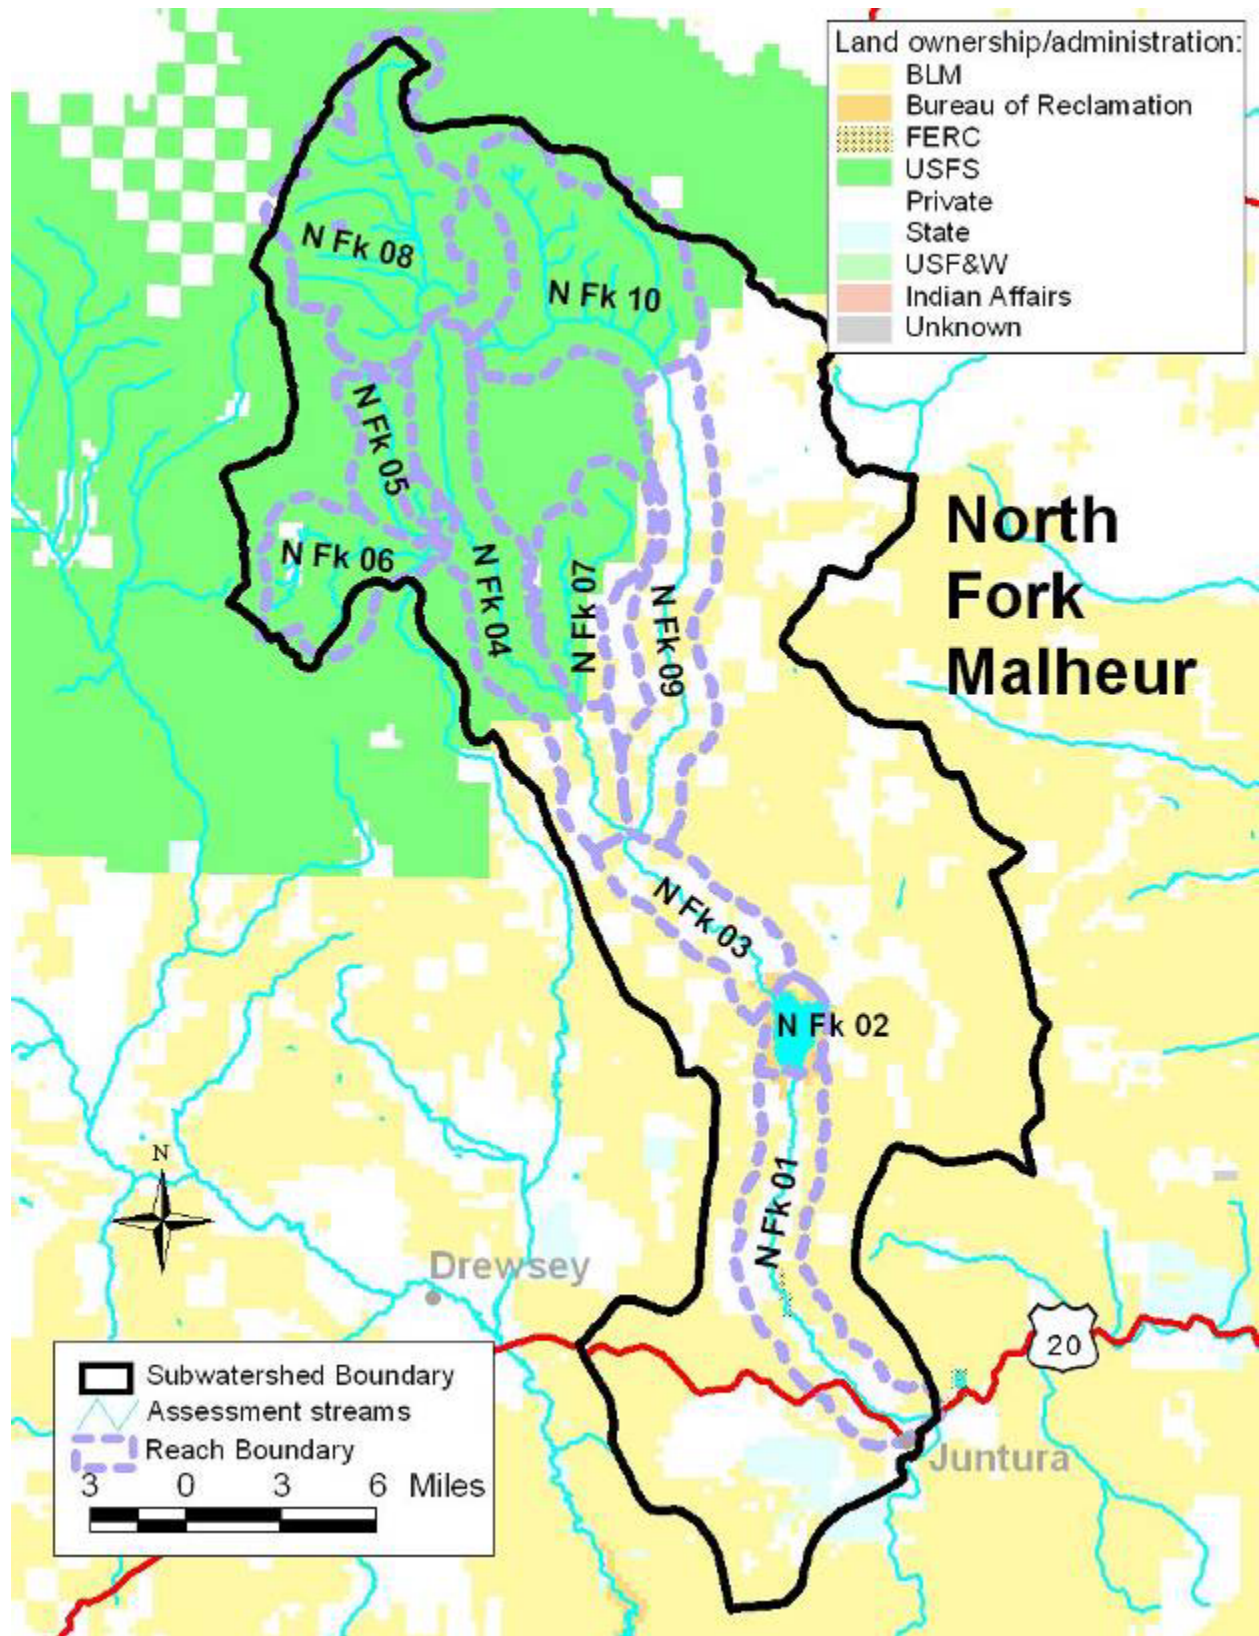 Land ownership/administration:
BLM
Bureau of Reclamation
FERC
USFS
Private
State
USF&W
Indian Affairs
Unknown
N Fk 08
N Fk 10
N Fk 05
N Fk 06
N Fk 04
N Fk 07
N Fk 09
North
Fork
Malheur
N Fk 03
N Fk 02
N Fk 01
N
Drewsey
20
Juntura
Subwatershed Boundary
Assessment streams
Reach Boundary
3 0 3 6 Miles